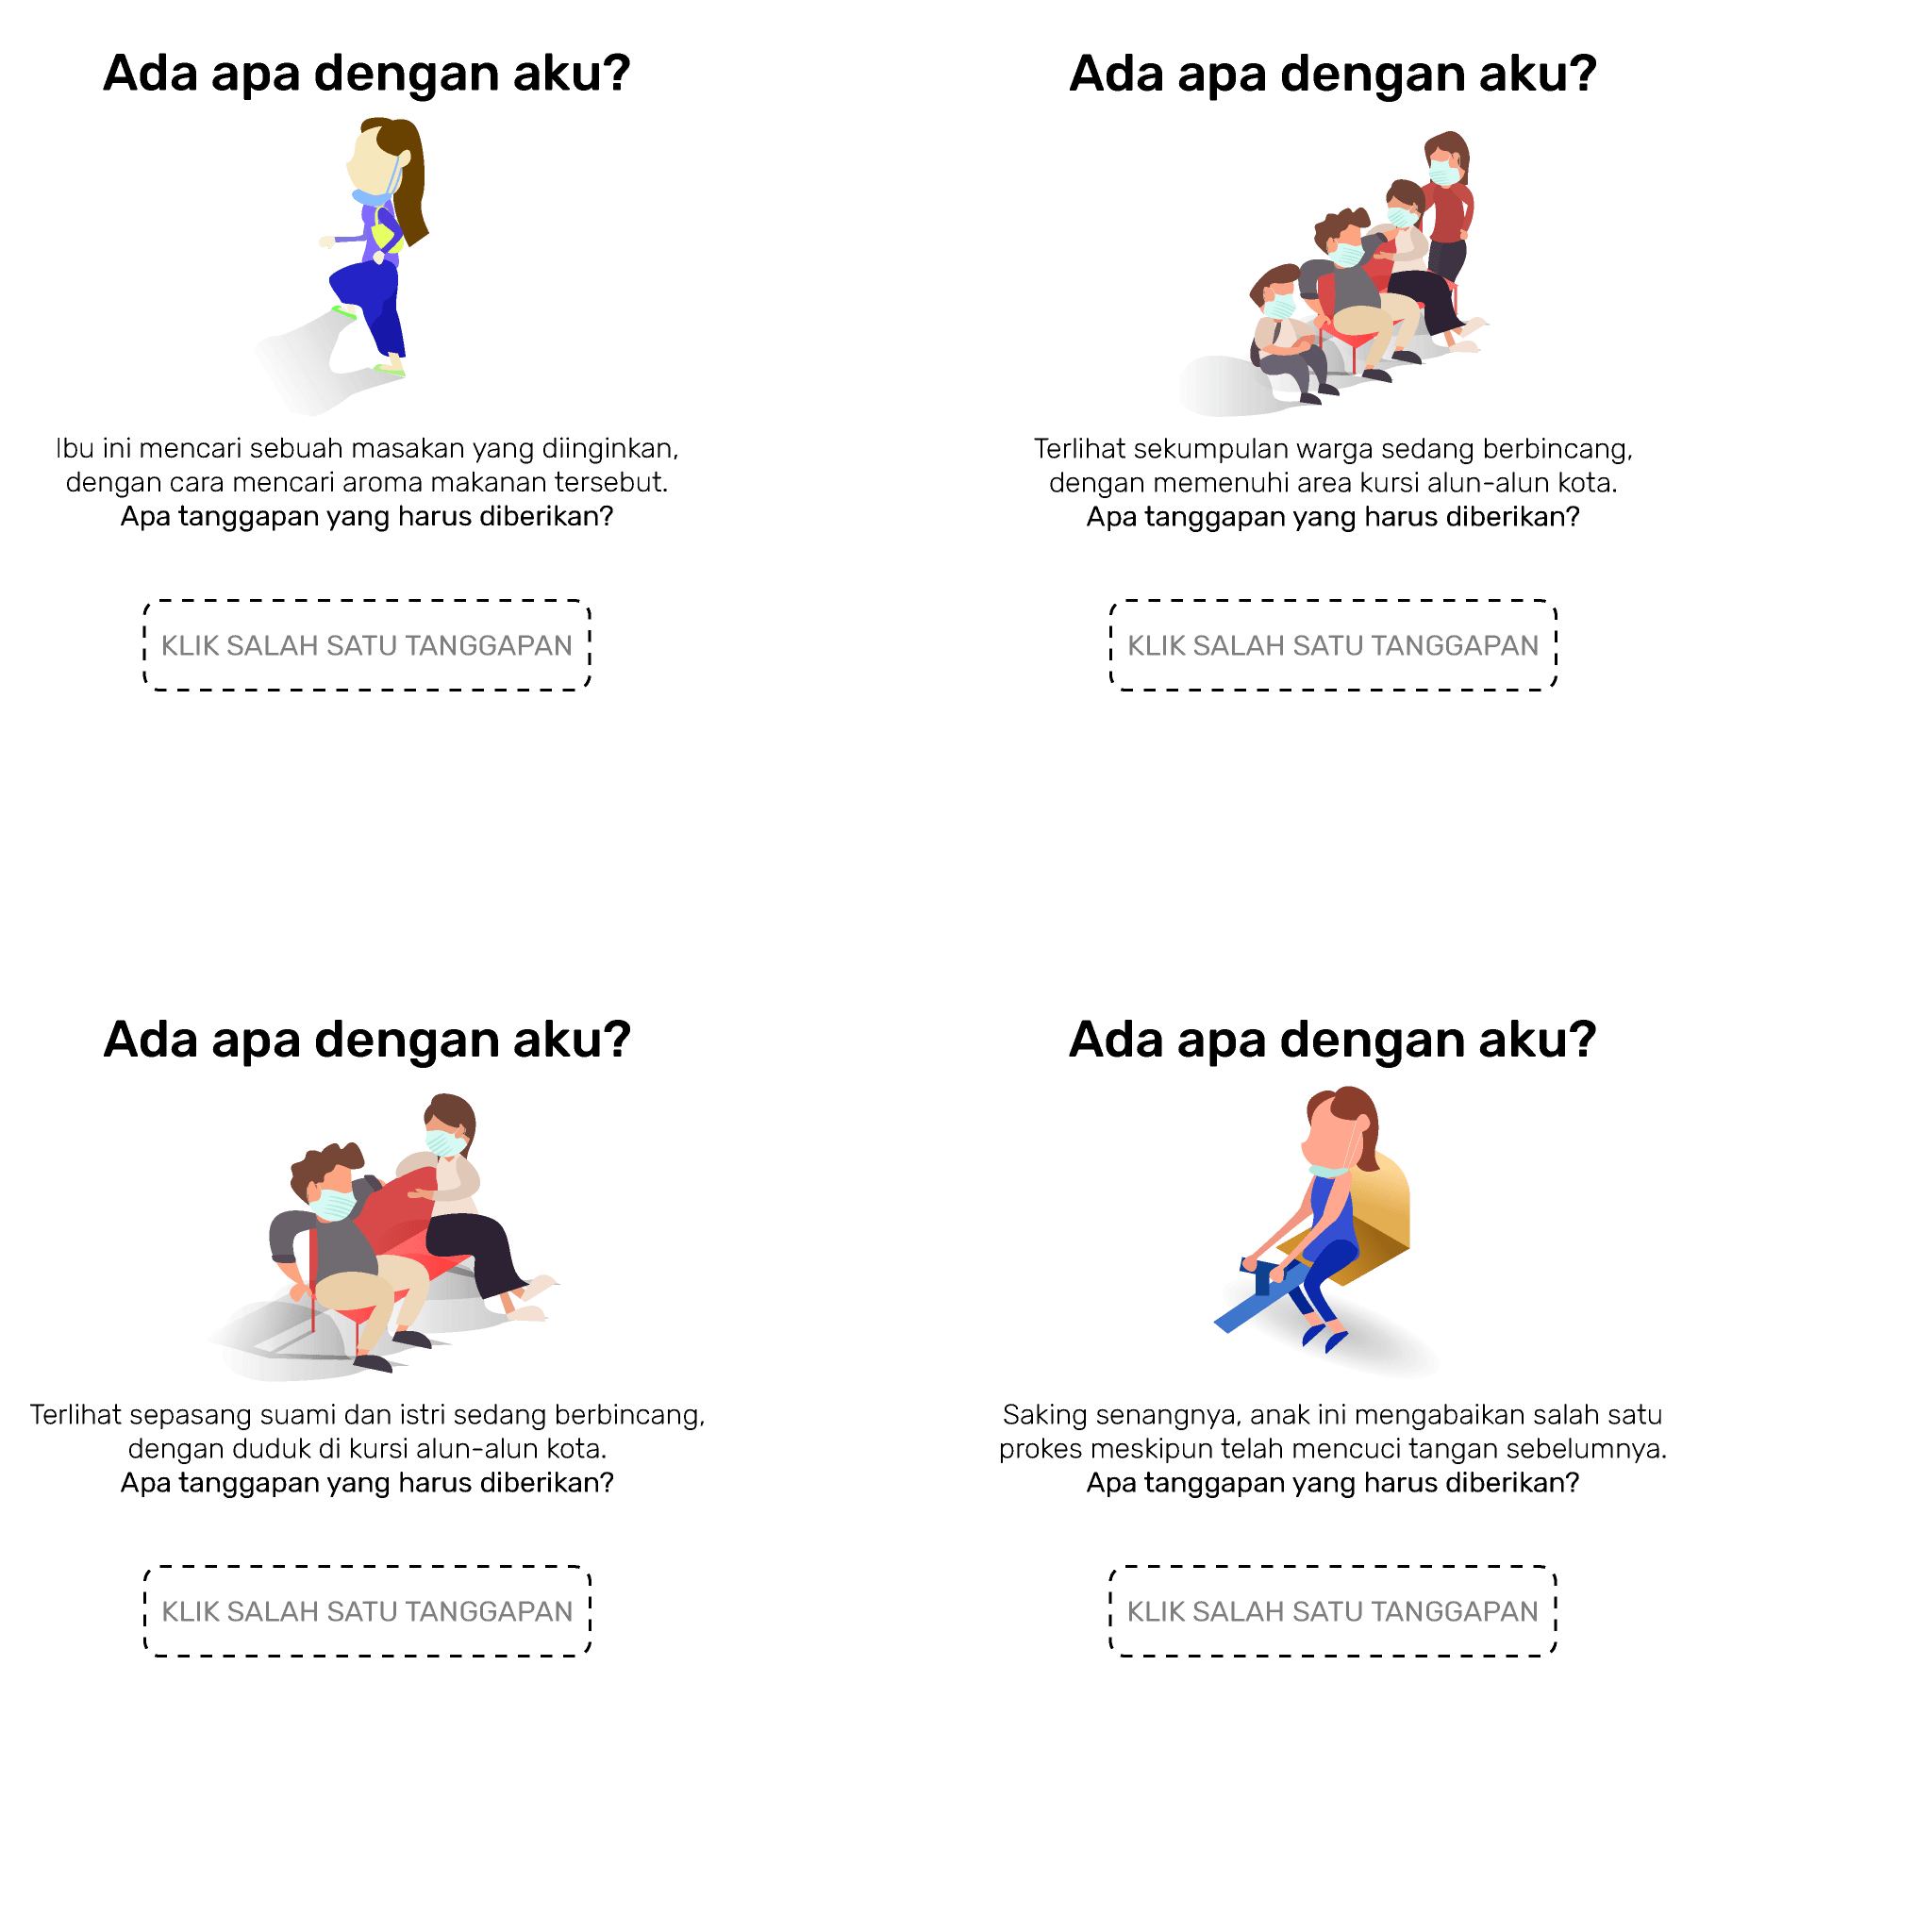 Ada apa dengan aku?
Ibu ini mencari sebuah masakan yang diinginkan,
dengan cara mencari aroma makanan tersebut.
Apa tanggapan yang harus diberikan?
KLIK SALAH SATU TANGGAPAN
Ada apa dengan aku?
Terlihat sekumpulan warga sedang berbincang,
dengan memenuhi area kursi alun-alun kota.
Apa tanggapan yang harus diberikan?
KLIK SALAH SATU TANGGAPAN
Ada apa dengan aku?
Terlihat sepasang suami dan istri sedang berbincang,
dengan duduk di kursi alun-alun kota.
Apa tanggapan yang harus diberikan?
KLIK SALAH SATU TANGGAPAN
Ada apa dengan aku?
Saking senangnya, anak ini mengabaikan salah satu
prokes meskipun telah mencuci tangan sebelumnya.
Apa tanggapan yang harus diberikan?
KLIK SALAH SATU TANGGAPAN